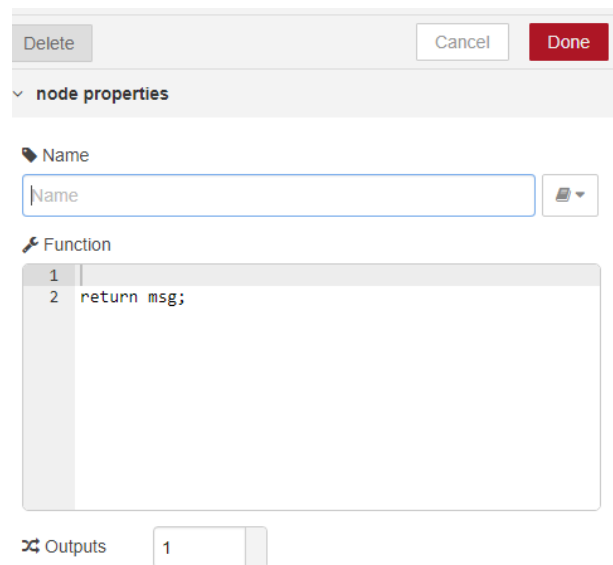 Delete Cancel Done
node properties
Name
Name
Function
1
2 return msg;
Outputs 1